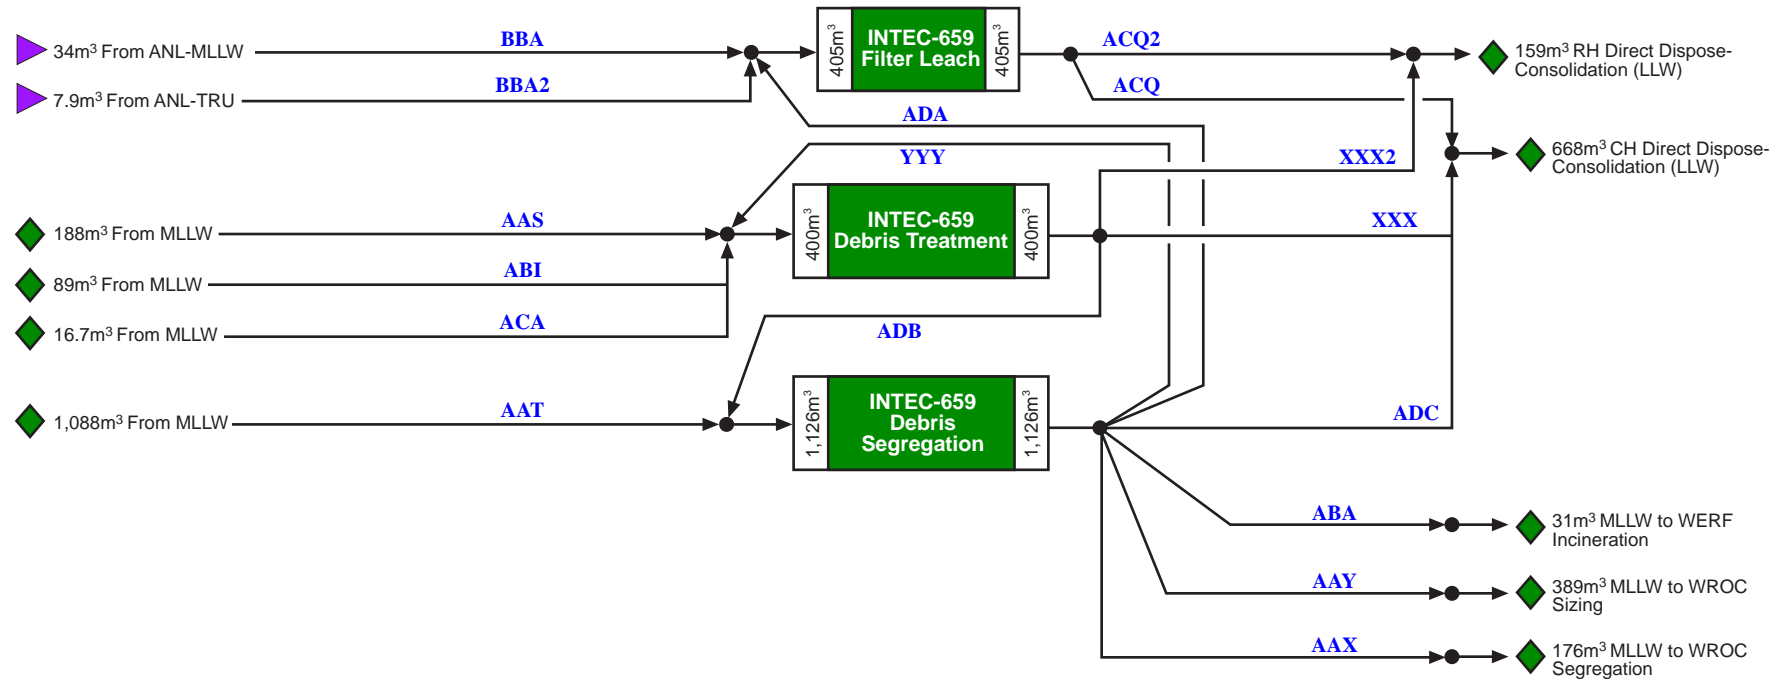 34m³ From ANL-MLLW
BBA
405m³
INTEC-659
Filter Leach
405m³
ACQ2
159m³ RH Direct Dispose-
Consolidation (LLW)
7.9m³ From ANL-TRU
BBA2
ACQ
ADA
YYY
XXX2
668m³ CH Direct Dispose-
Consolidation (LLW)
188m³ From MLLW
AAS
400m³
INTEC-659
Debris Treatment
400m³
XXX
89m³ From MLLW
ABI
16.7m³ From MLLW
ACA
ADB
1,088m³ From MLLW
AAT
1,126m³
INTEC-659
Debris
Segregation
1,126m³
ADC
ABA
31m³ MLLW to WERF
Incineration
AAY
389m³ MLLW to WROC
Sizing
AAX
176m³ MLLW to WROC
Segregation